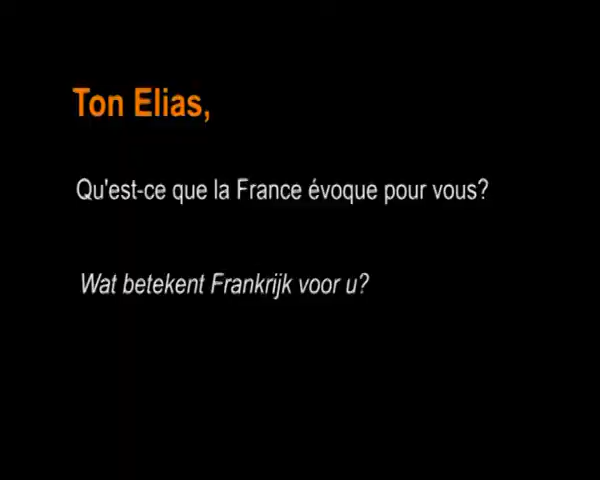 Ton Elias,
Qu'est-ce que la France évoque pour vous?
Wat betekent Frankrijk voor u?